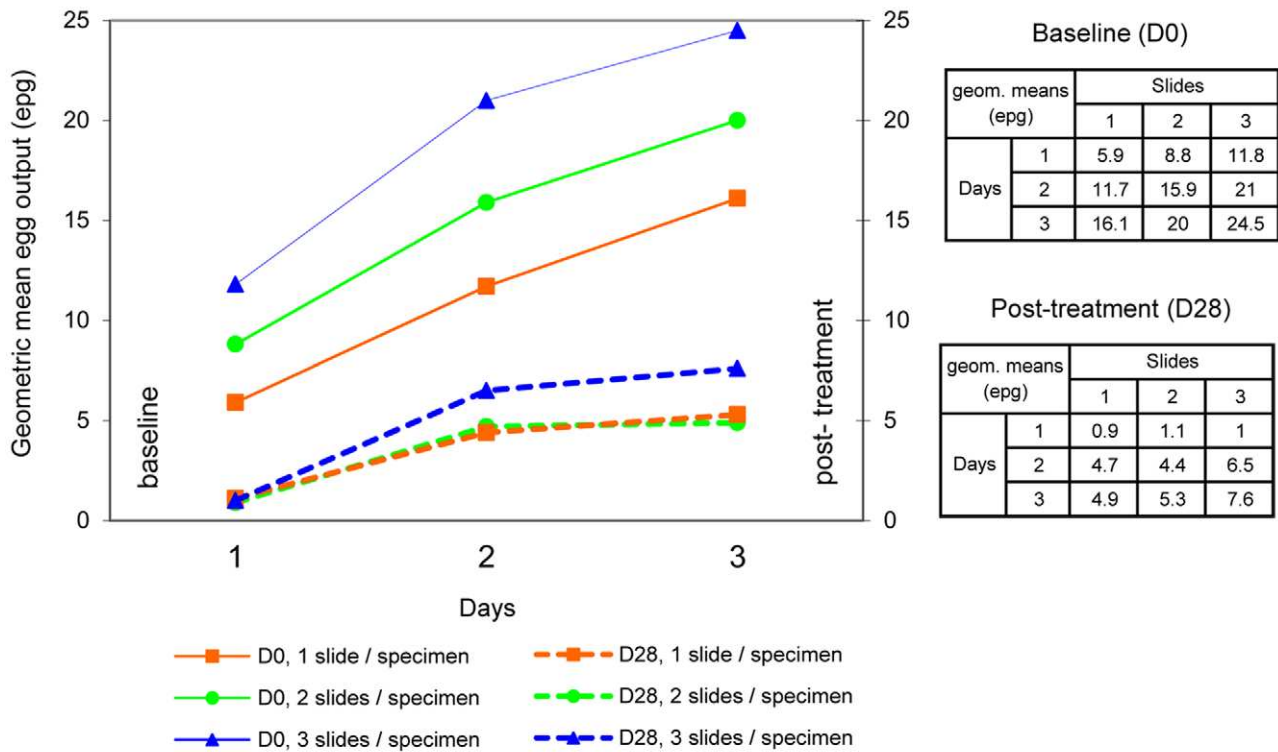 Geometric mean egg output (epg)
25
20
15
10
5
0
baseline
1 2 3
Days
post- treatment
25
20
15
10
5
0
D0, 1 slide / specimen
D0, 2 slides / specimen
D0, 3 slides / specimen
D28, 1 slide / specimen
D28, 2 slides / specimen
D28, 3 slides / specimen
Baseline (D0)
geom. means (epg) Slides
1 2 3
Days 1 5.9 8.8 11.8
2 11.7 15.9 21
3 16.1 20 24.5
Post-treatment (D28)
geom. means (epg) Slides
1 2 3
Days 1 0.9 1.1 1
2 4.7 4.4 6.5
3 4.9 5.3 7.6